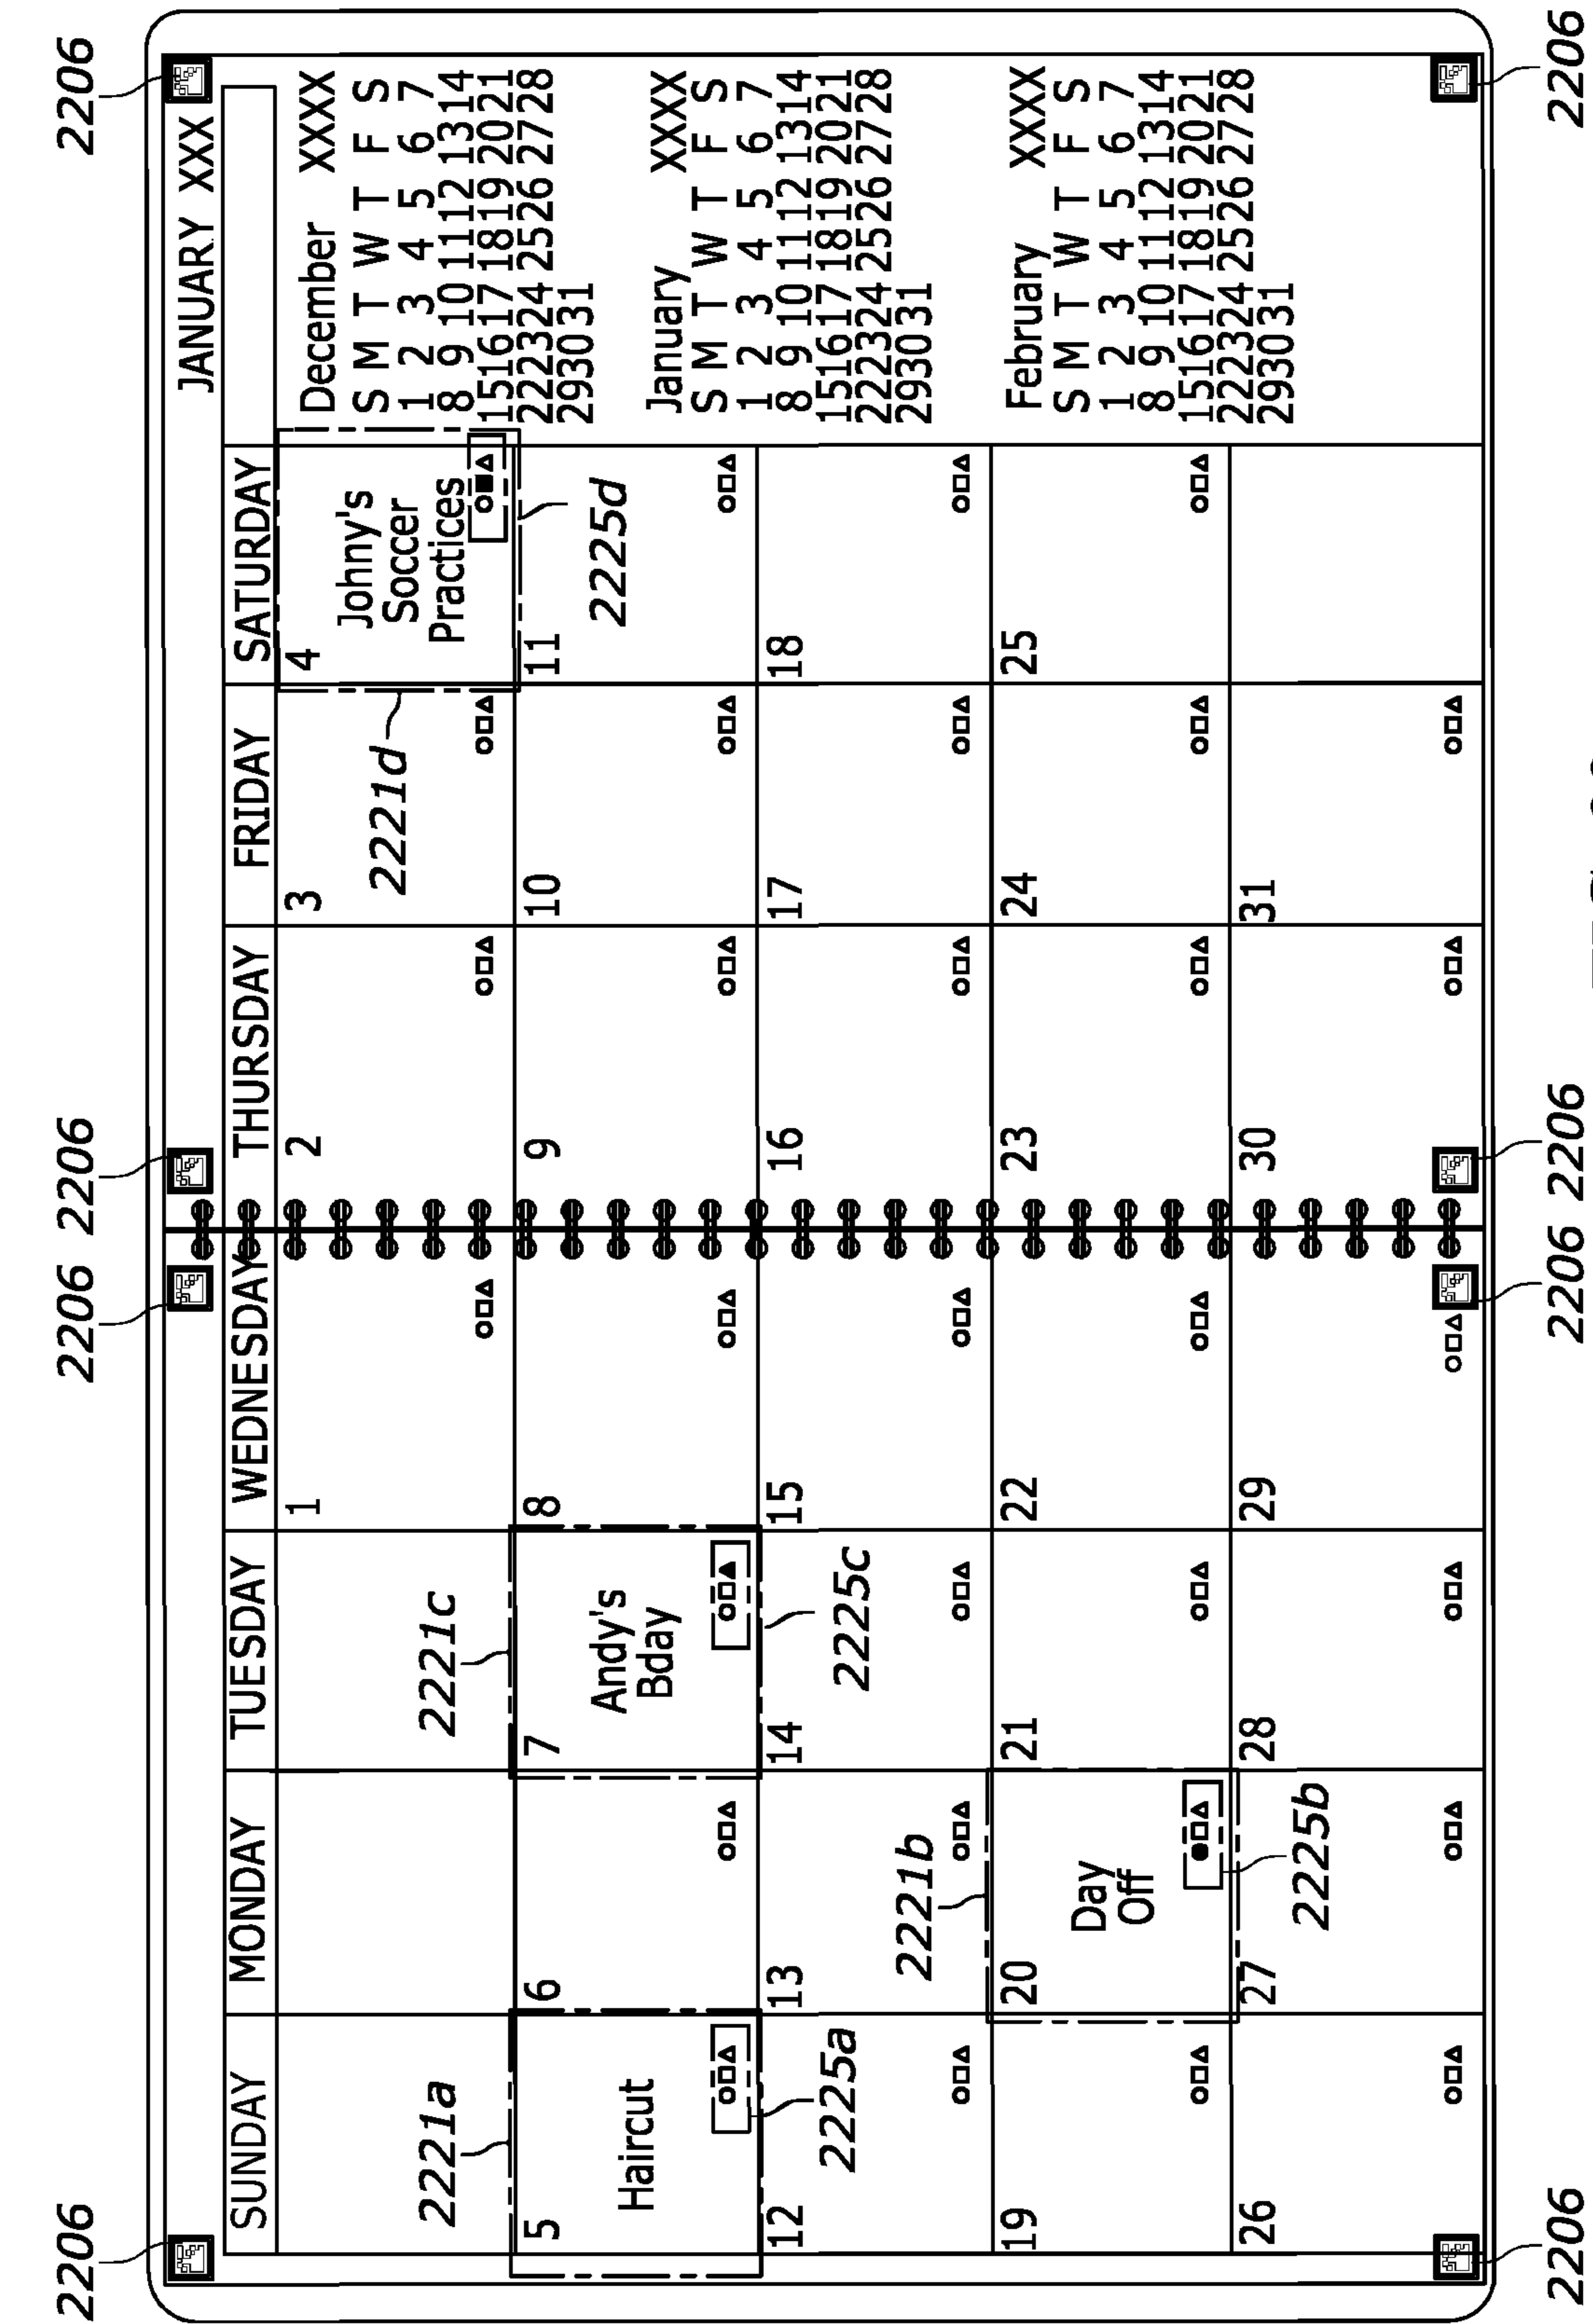 2206 2206 2206 2206
JANUARY XXX
SUNDAY MONDAY TUESDAY WEDNESDAY THURSDAY FRIDAY SATURDAY
1 2 3 4
Johny's
Soccer
Practices
2221a 2221c 2221d
5 6 7 8 9 10 11
Haircut
Andy's
Bday
2225d
12 13 14 15 16 17 18
2225a 2225c
2221b
19 20 21 22 23 24 25
Day
Off
26 27 28 29 30 31
2225b
December XXXX
S M T W T F S
1 2 3 4 5 6 7
8 9 10 11 12 13 14
15 16 17 18 19 20 21
22 23 24 25 26 27 28
29 30 31
January XXXX
S M T W T F S
1 2 3 4 5 6 7
8 9 10 11 12 13 14
15 16 17 18 19 20 21
22 23 24 25 26 27 28
29 30 31
February XXXX
S M T W T F S
1 2 3 4 5 6 7
8 9 10 11 12 13 14
15 16 17 18 19 20 21
22 23 24 25 26 27 28
29 30 31
2206 2206 2206 2206